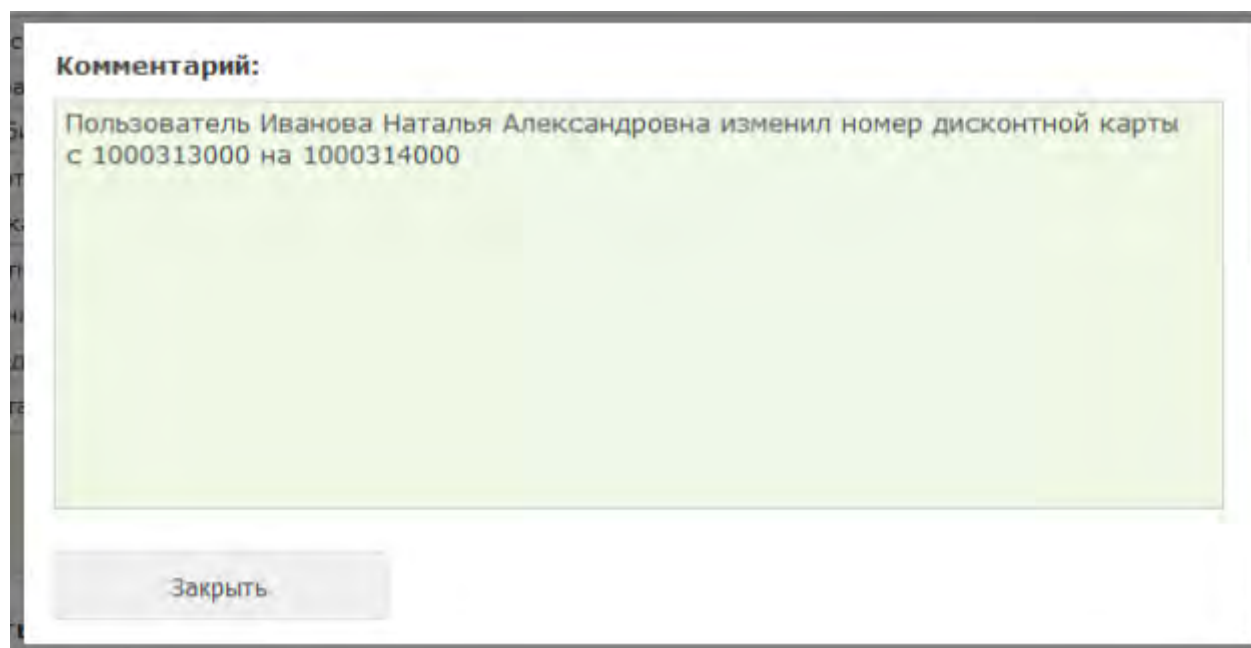 Комментарий:
Пользователь Иванова Наталья Александровна изменил номер дисконтной карты
с 1000313000 на 1000314000
Закрыть